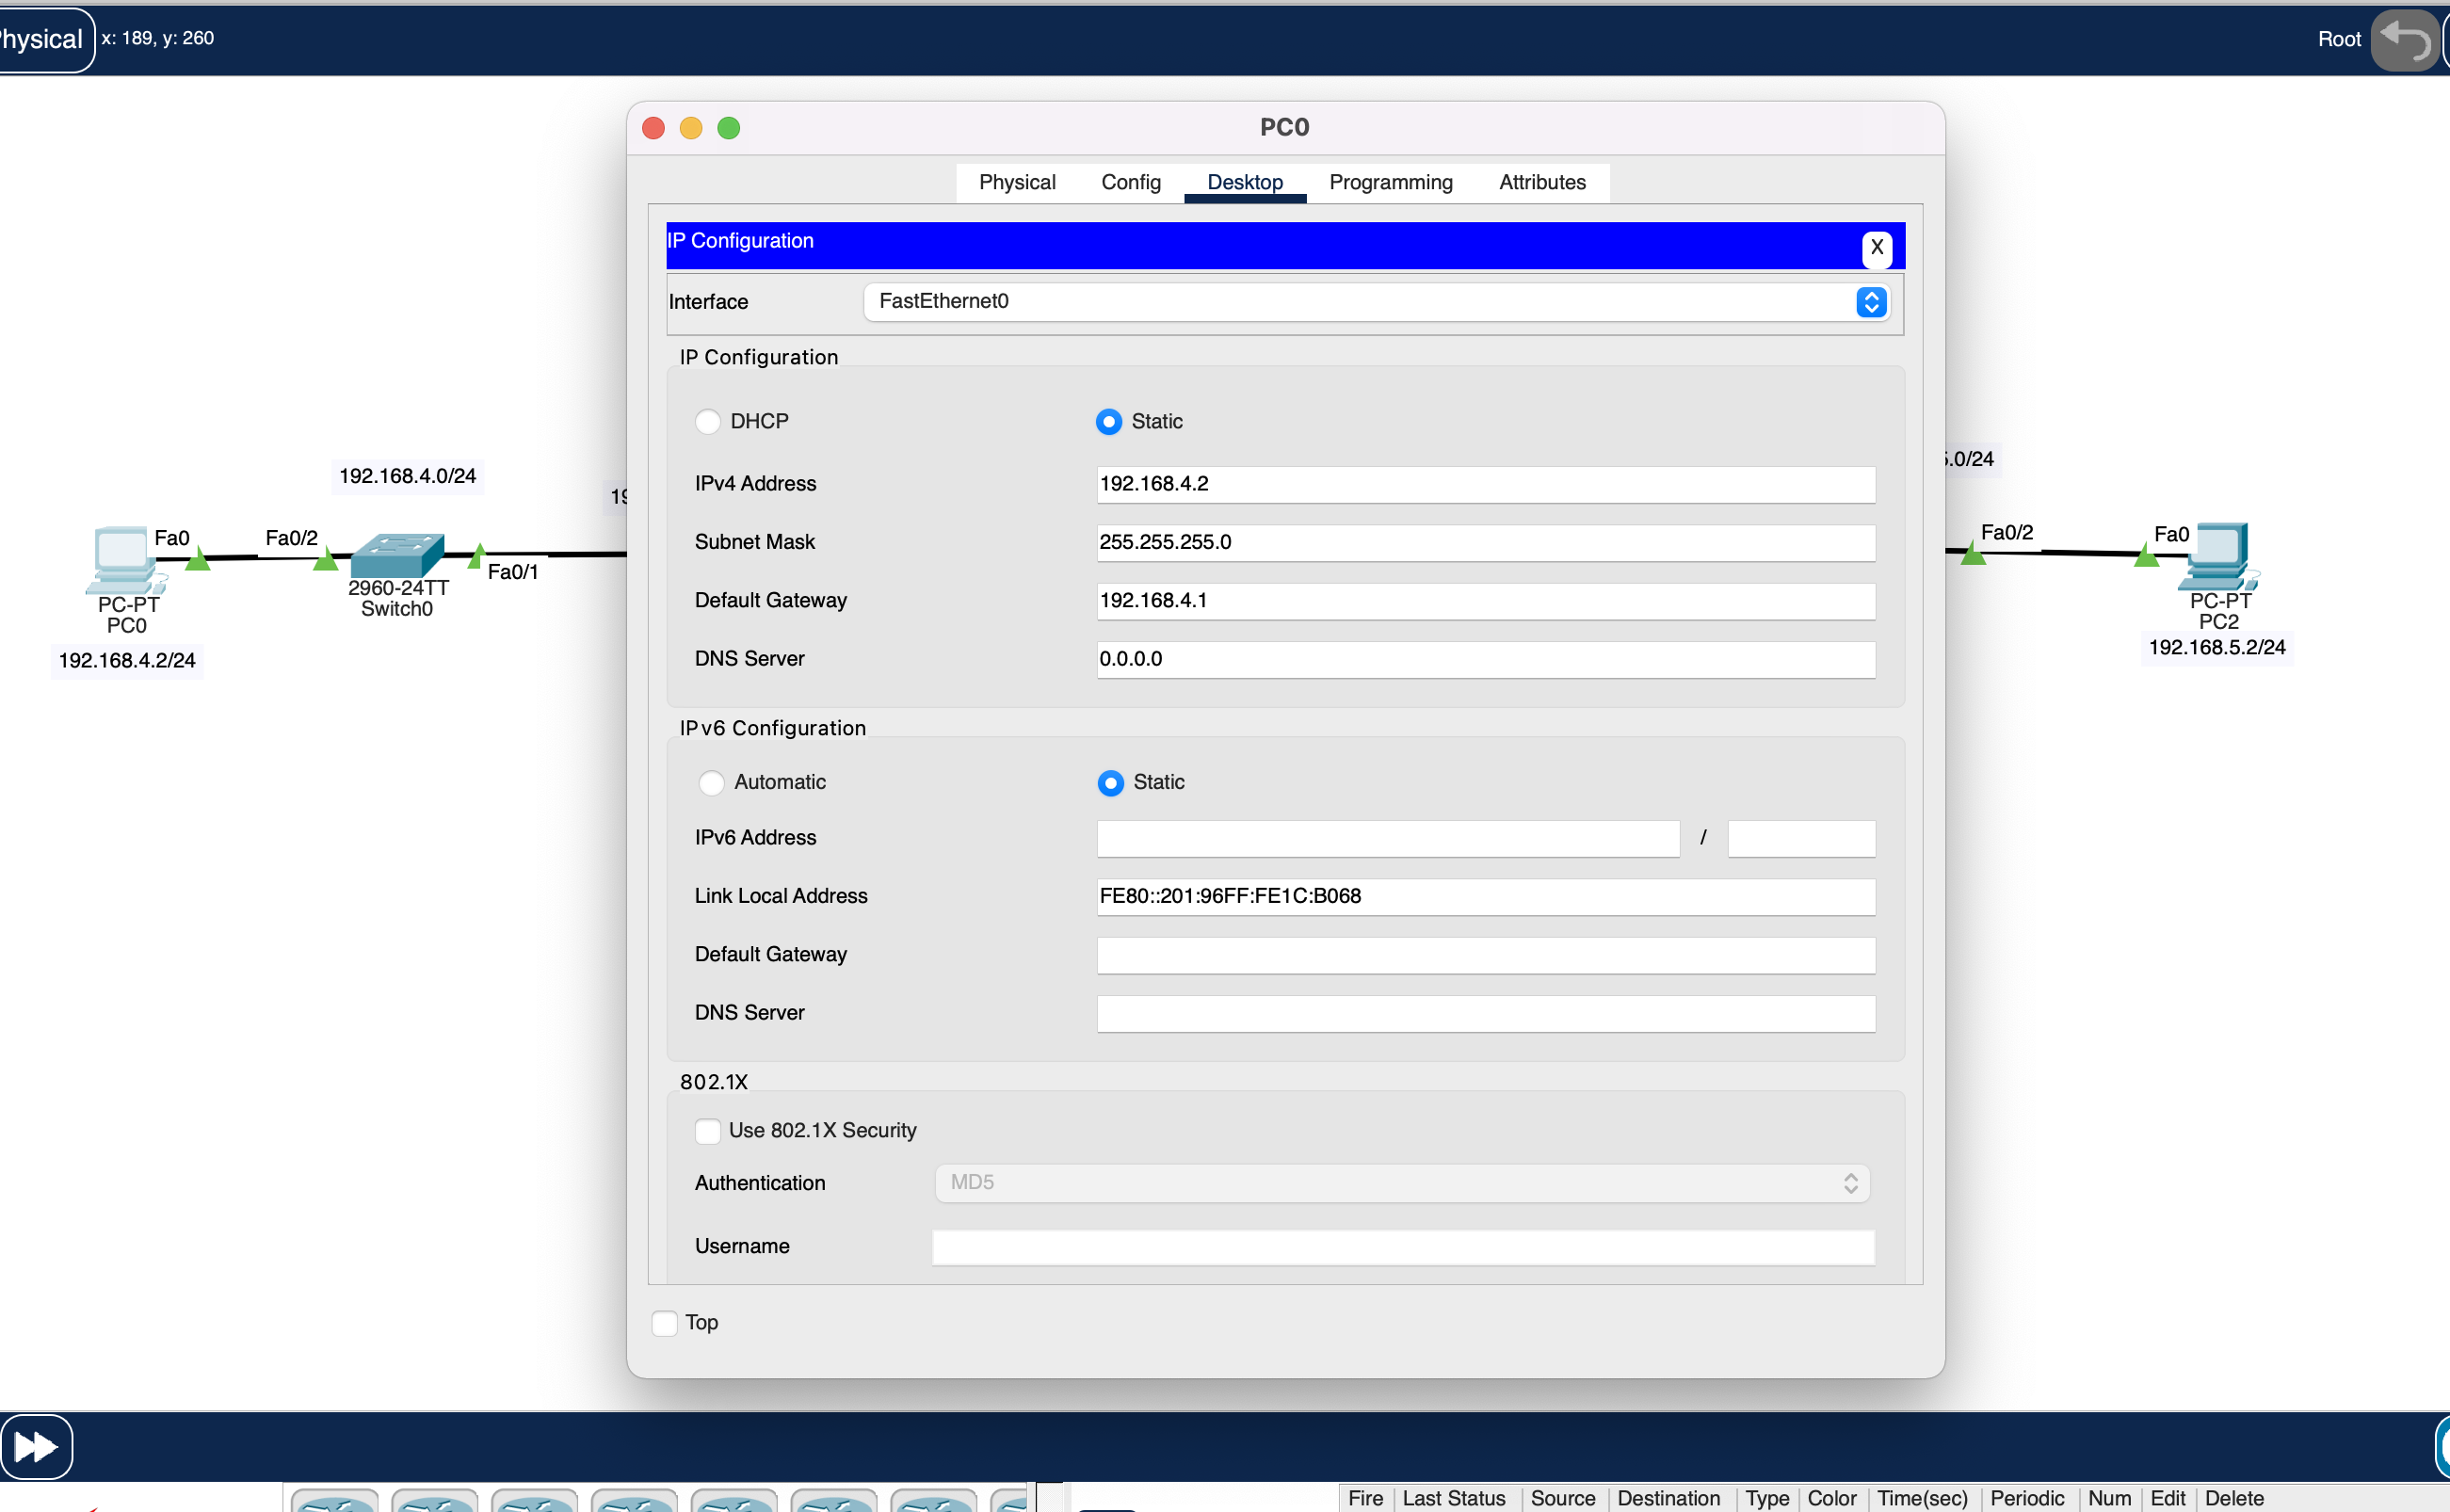 Physical
x: 189, y: 260
Root
PC0
Physical
Config
Desktop
Programming
Attributes
IP Configuration
X
Interface
FastEthernet0
IP Configuration
DHCP
Static
IPv4 Address
192.168.4.2
Subnet Mask
255.255.255.0
Default Gateway
192.168.4.1
DNS Server
0.0.0.0
IPv6 Configuration
Automatic
Static
IPv6 Address
/
Link Local Address
FE80::201:96FF:FE1C:B068
Default Gateway
DNS Server
802.1X
Use 802.1X Security
Authentication
MD5
Username
Top
192.168.4.0/24
19
Fa0
Fa0/2
Fa0/1
2960-24TT
Switch0
PC-PT
PC0
192.168.4.2/24
5.0/24
Fa0/2
Fa0
PC-PT
PC2
192.168.5.2/24
Fire
Last Status
Source
Destination
Type
Color
Time(sec)
Periodic
Num
Edit
Delete